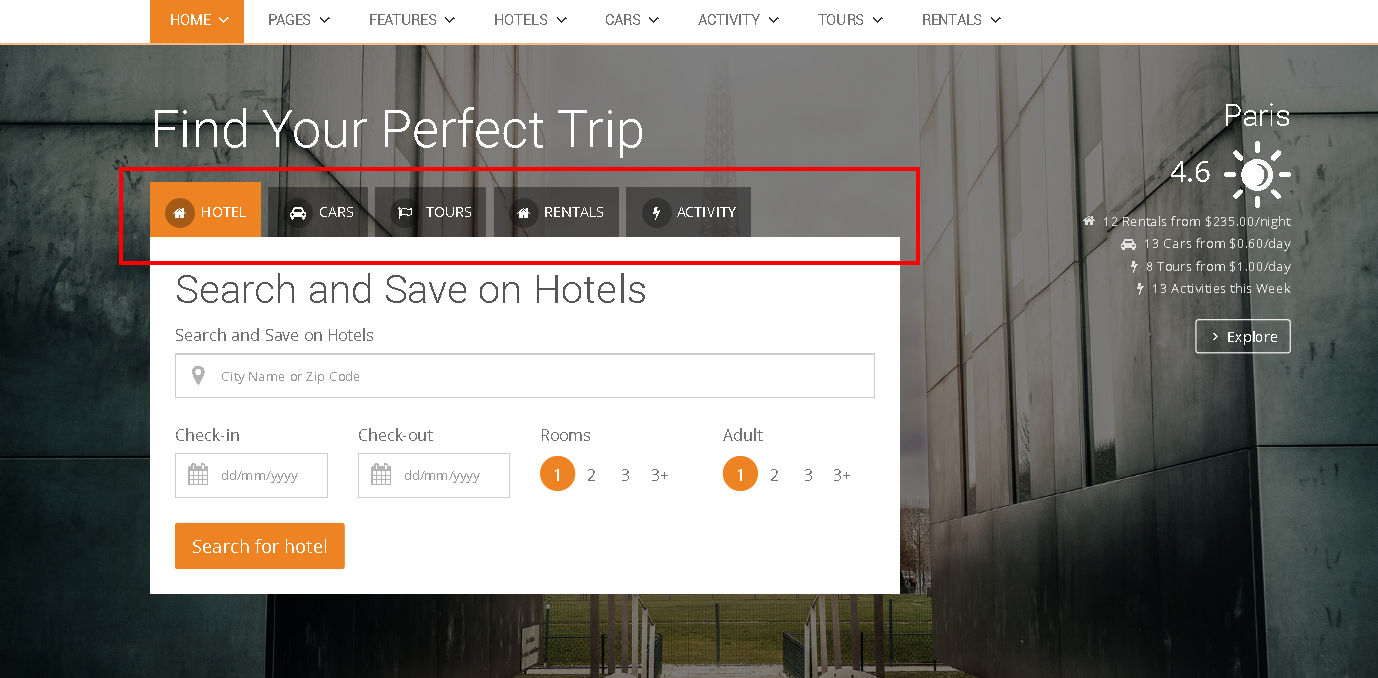 HOME PAGES FEATURES HOTELS CARS ACTIVITY TOURS RENTALS
Find Your Perfect Trip
HOTEL CARS TOURS RENTALS ACTIVITY
Search and Save on Hotels
Search and Save on Hotels
City Name or Zip Code
Check-in Check-out Rooms Adult
dd/mm/yyyy dd/mm/yyyy 1 2 3 3+ 1 2 3 3+
Search for hotel
Paris
4.6
12 Rentals from $235.00/night
13 Cars from $0.60/day
8 Tours from $1.00/day
13 Activities this Week
Explore